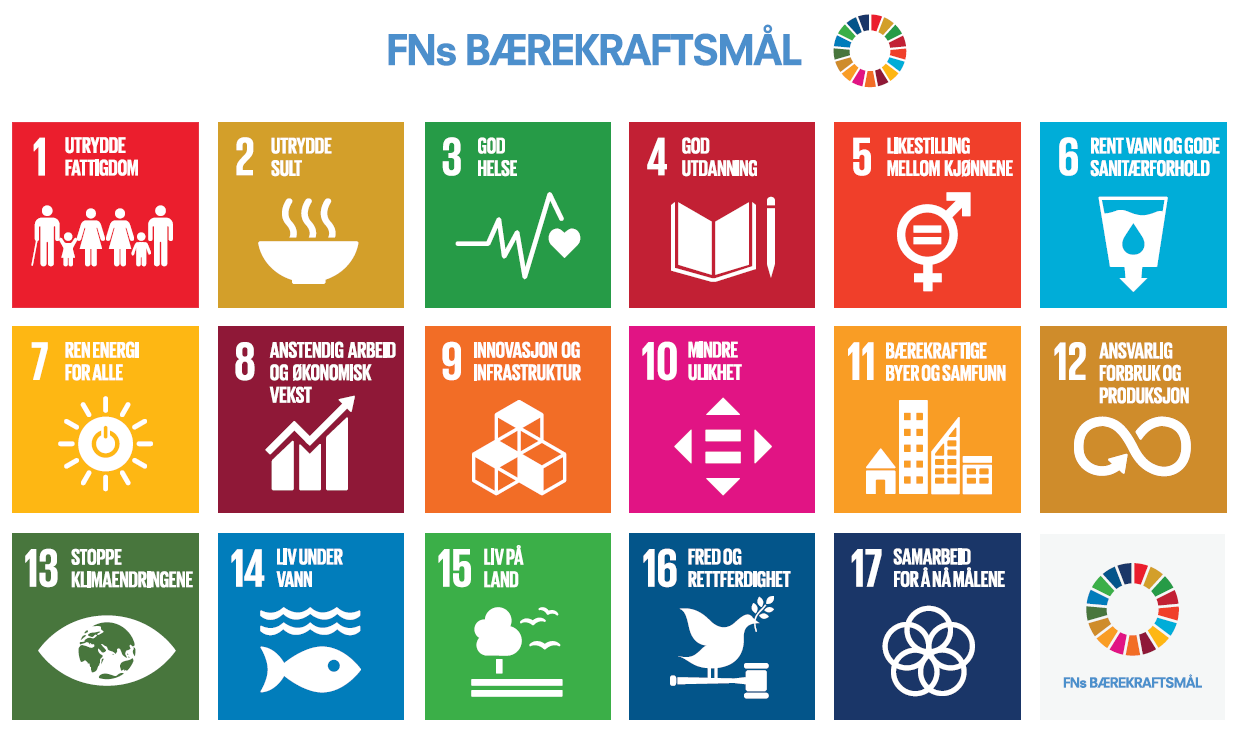 FNs BÆREKRAFTSMÅL
1 UTRYDDE
FATTIGDOM
2 UTRYDDE
SULT
3 GOD
HELSE
4 GOD
UTDANNING
5 LIKESTILLING
MELLOM KJØNNENE
6 RENT VANN OG GODE
SANITÆRFORHOLD
7 REN ENERGI
FOR ALLE
8 ANSTENDIG ARBEID
OG ØKONOMISK
VEKST
9 INNOVASJON OG
INFRASTRUKTUR
10 MINDRE
ULIKHET
11 BÆREKRAFTIGE
BYER OG SAMFUNN
12 ANSVARLIG
FORBRUK OG
PRODUKSJON
13 STOPPE
KLIMAENDRINGENE
14 LIV UNDER
VANN
15 LIV PÅ
LAND
16 FRED OG
RETTFERDIGHET
17 SAMARBEID
FOR Å NÅ MÅLENE
FNs BÆREKRAFTSMÅL